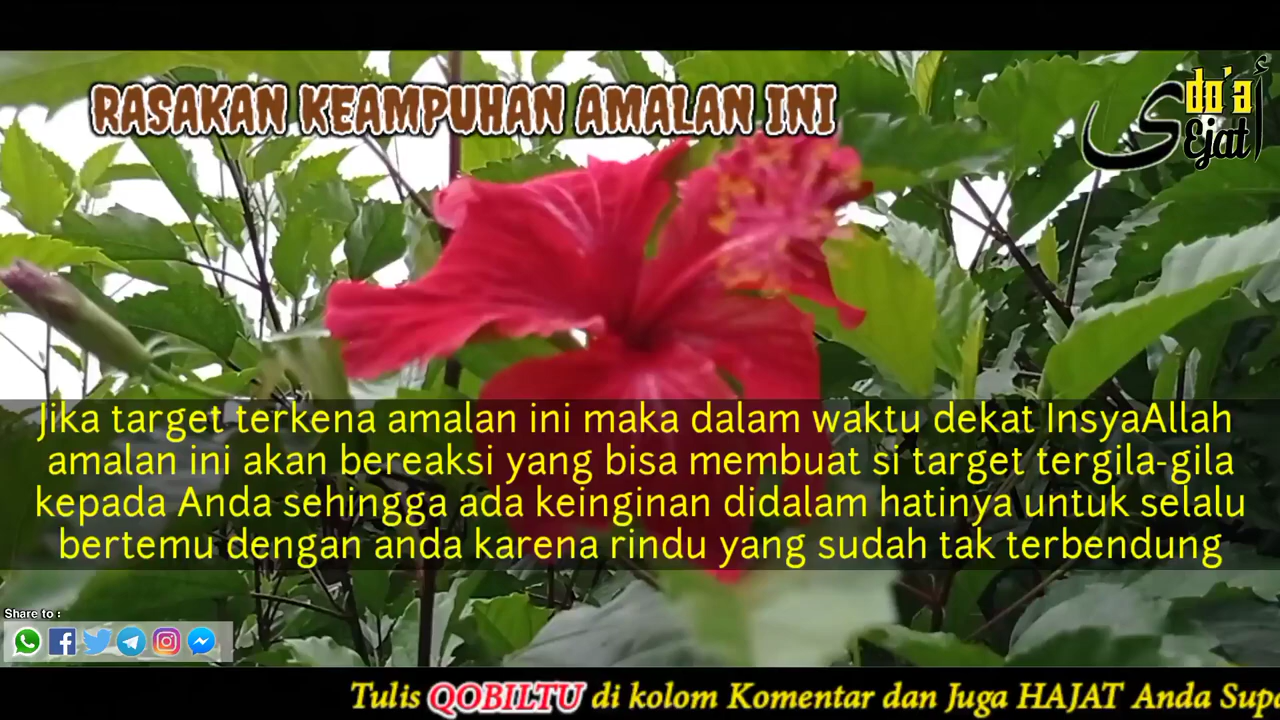 RASAKAN KEAMPUHAN AMALAN INI
do'a
Ejati
Jika target terkena amalan ini maka dalam waktu dekat InsyaAllah
amalan ini akan bereaksi yang bisa membuat si target tergila-gila
kepada Anda sehingga ada keinginan didalam hatinya untuk selalu
bertemu dengan anda karena rindu yang sudah tak terbendung
Share to :
Tulis QOBILTU di kolom Komentar dan Juga HAJAT Anda Supa